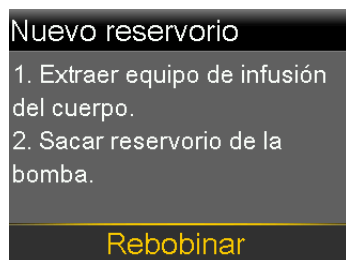 Nuevo reservorio
1. Extraer equipo de infusión
del cuerpo.
2. Sacar reservorio de la
bomba.
Rebobinar